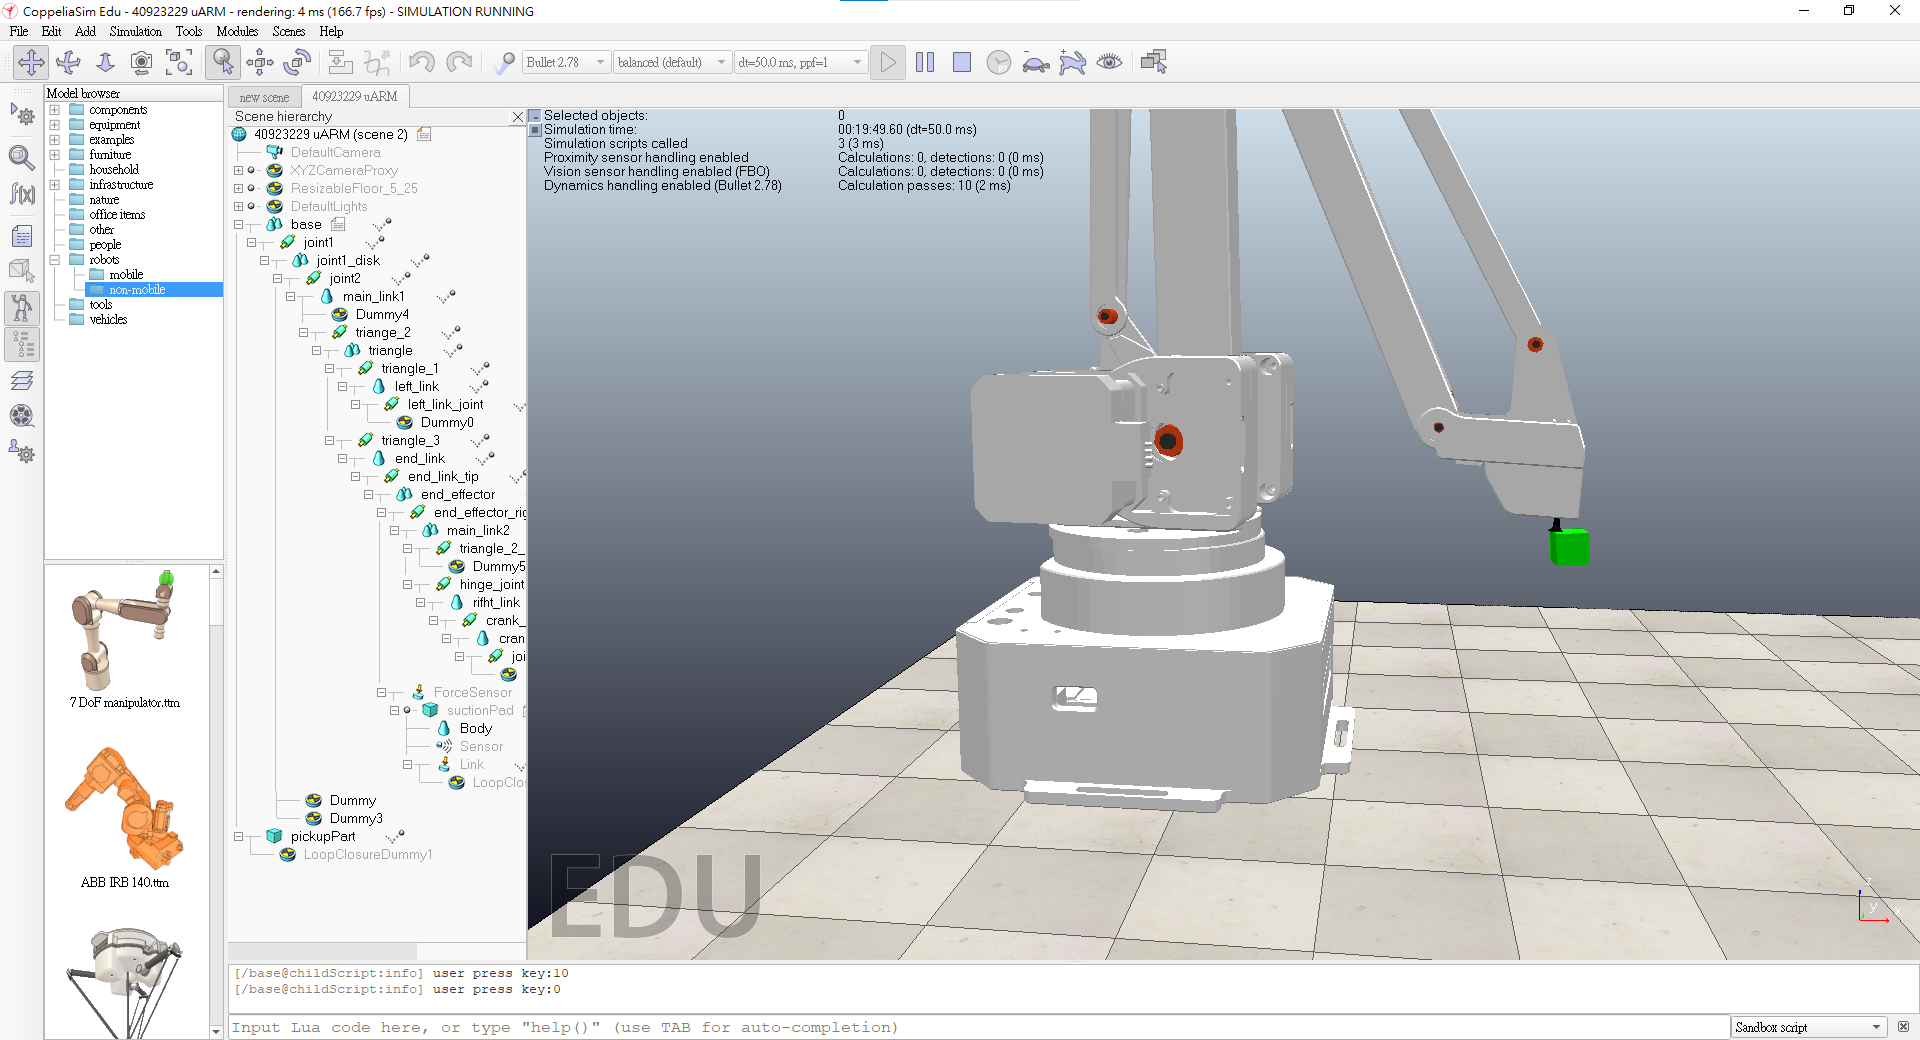 CoppeliaSim Edu - 40923229 uARM - rendering: 4 ms (166.7 fps) - SIMULATION RUNNING
File Edit Add Simulation Tools Modules Scenes Help
Bullet 2.78 balanced (default) dt=50.0 ms, ppf=1
Model browser
components
equipment
examples
furniture
household
infrastructure
nature
office items
other
people
robots
mobile
non-mobile
tools
vehicles
7 DoF manipulator.ttm
ABB IRB 140.ttm
new scene 40923229 uARM
Scene hierarchy
40923229 uARM (scene 2)
DefaultCamera
XYZCameraProxy
ResizableFloor_5_25
DefaultLights
base
joint1
joint1_disk
joint2
main_link1
Dummy4
triange_2
triangle
triangle_1
left_link
left_link_joint
Dummy0
triangle_3
end_link
end_link_tip
end_effector
end_effector_rig
main_link2
triangle_2_
Dummy5
hinge_joint
rifht_link
crank_
cran
joi
ForceSensor
suctionPad
Body
Sensor
Link
LoopClo
Dummy
Dummy3
pickupPart
LoopClosureDummy1
Selected objects: 0
Simulation time: 00:19:49.60 (dt=50.0 ms)
Simulation scripts called 3 (3 ms)
Proximity sensor handling enabled Calculations: 0, detections: 0 (0 ms)
Vision sensor handling enabled (FBO) Calculations: 0, detections: 0 (0 ms)
Dynamics handling enabled (Bullet 2.78) Calculation passes: 10 (2 ms)
EDU
z
y
x
[/base@childScript:info] user press key:10
[/base@childScript:info] user press key:0
Input Lua code here, or type "help()" (use TAB for auto-completion)
Sandbox script